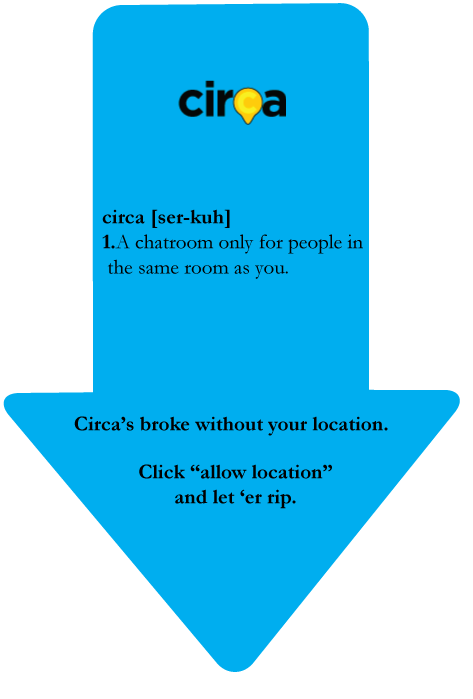 circa
circa [ser-kuh]
1.A chatroom only for people in
the same room as you.
Circa’s broke without your location.
Click “allow location”
and let ‘er rip.